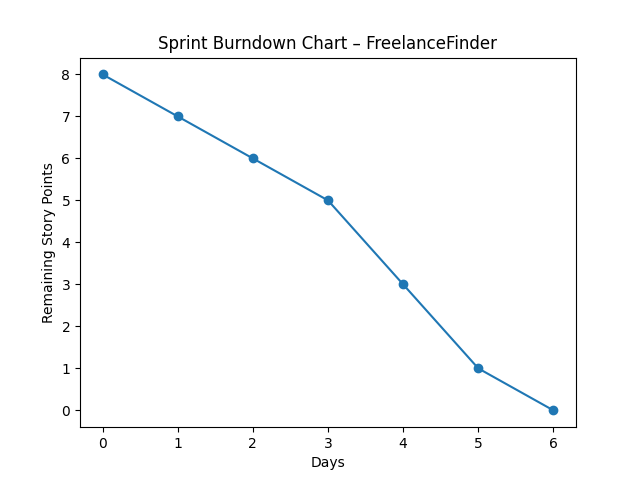 Sprint Burndown Chart – FreelanceFinder
8
7
6
5
4
3
2
1
0
Remaining Story Points
0 1 2 3 4 5 6
Days